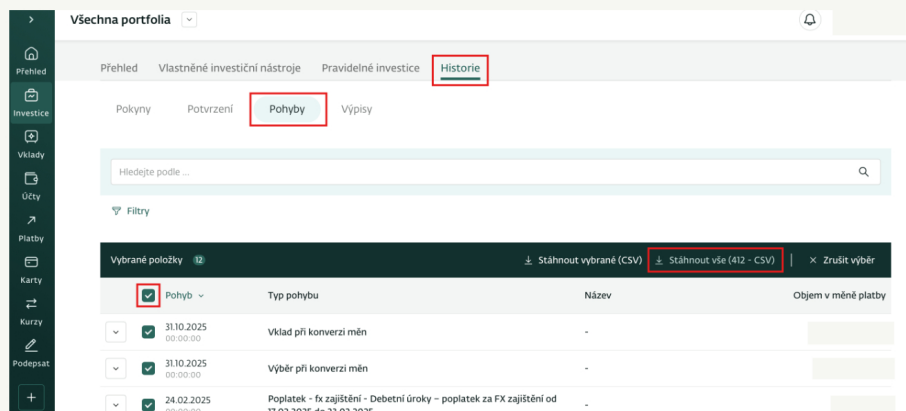 Všechna portfolia
Přehled
Investice
Vklady
Účty
Platby
Karty
Kurzy
Podepsat
Přehled Vlastněné investiční nástroje Pravidelné investice Historie
Pokyny Potvrzení Pohyby Výpisy
Hledejte podle ...
Filtry
Vybrané položky 12 Stáhnout vybrané (CSV) Stáhnout vše (412 - CSV) Zrušit výběr
Pohyb Typ pohybu Název Objem v měně platby
31.10.2025 Vklad při konverzi měn -
00:00:00
31.10.2025 Výběr při konverzi měn -
00:00:00
24.02.2025 Poplatek - fx zajištění - Debetní úroky – poplatek za FX zajištění od -